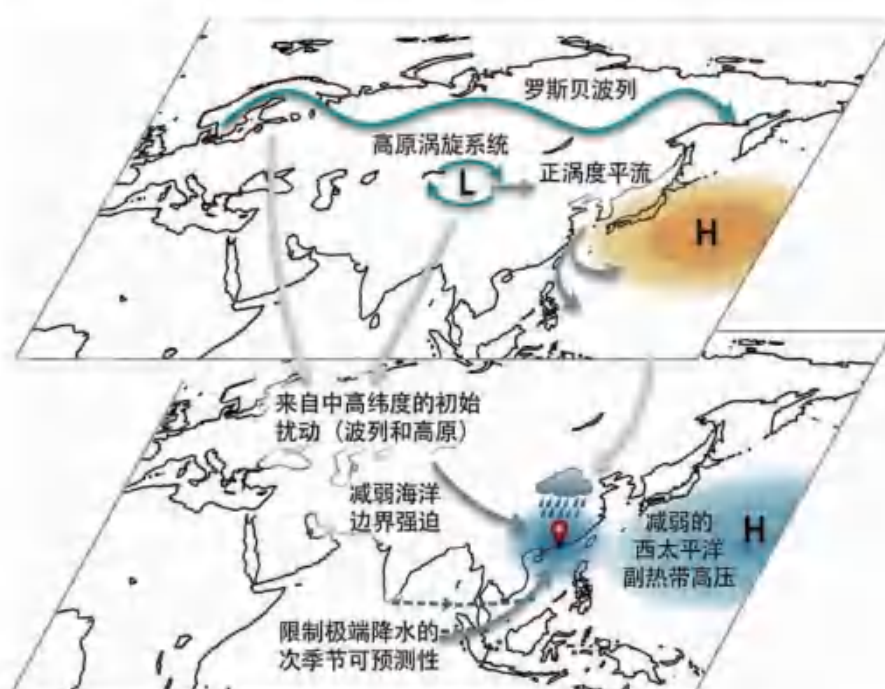 罗斯贝波列
高原涡旋系统
L
正涡度平流
H
来自中高纬度的初始
扰动（波列和高原）
减弱海洋
边界强迫
减弱的
西太平洋
副热带高压
H
限制极端降水的
次季节可预测性